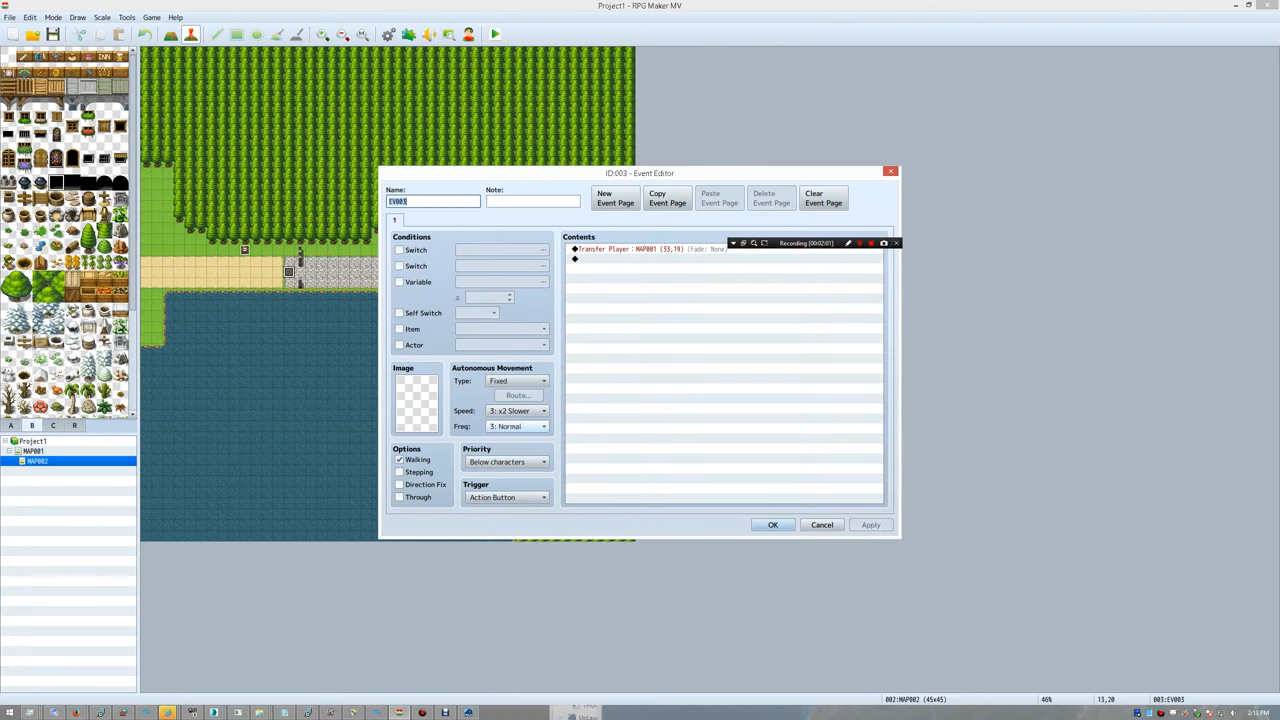 Project1 - RPG Maker MV
File Edit Mode Draw Scale Tools Game Help
INN
ID:003 - Event Editor
Name: Note:
EV003
New Event Page
Copy Event Page
Paste Event Page
Delete Event Page
Clear Event Page
1
Conditions
Switch ...
Switch ...
Variable ...
≥
Self Switch
Item
Actor
Image
Autonomous Movement
Type: Fixed
Route...
Speed: 3: x2 Slower
Freq: 3: Normal
Options
Walking
Stepping
Direction Fix
Through
Priority
Below characters
Trigger
Action Button
Contents
◆Transfer Player : MAP001 (33,19) (Fade: None)
◆
Recording [00:02:01]
OK Cancel Apply
A B C R
Project1
MAP001
MAP002
002:MAP002 (45x45) 46% 13,20 003:EV003
2:13 PM